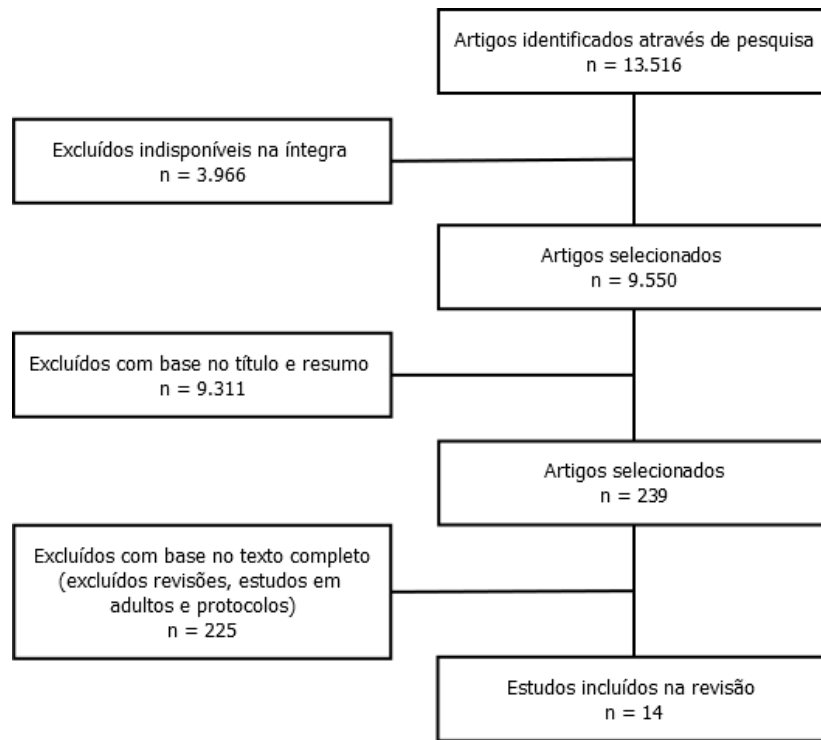 Artigos identificados através de pesquisa
n = 13.516
Excluídos indisponíveis na íntegra
n = 3.966
Artigos selecionados
n = 9.550
Excluídos com base no título e resumo
n = 9.311
Artigos selecionados
n = 239
Excluídos com base no texto completo
(excluídos revisões, estudos em
adultos e protocolos)
n = 225
Estudos incluídos na revisão
n = 14